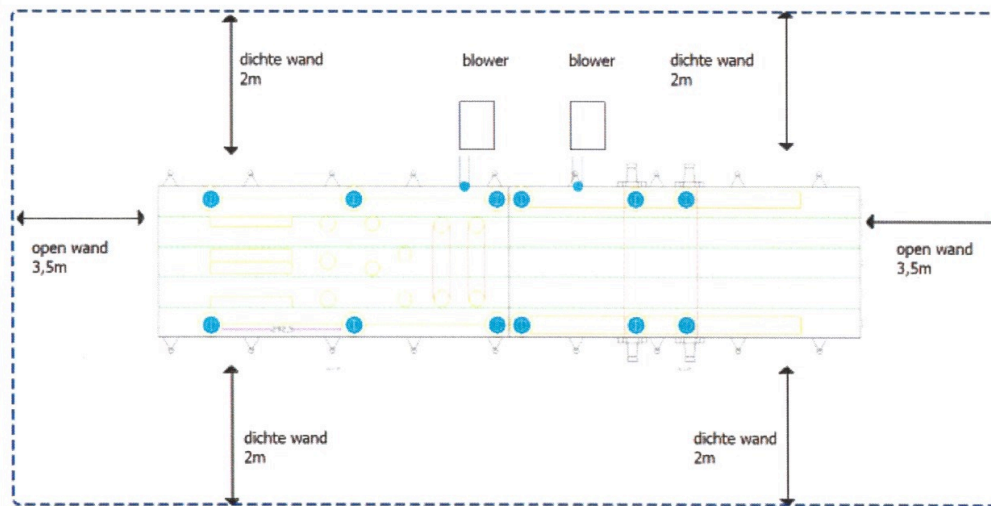 dichte wand
2m
blower
blower
dichte wand
2m
open wand
3,5m
open wand
3,5m
dichte wand
2m
dichte wand
2m